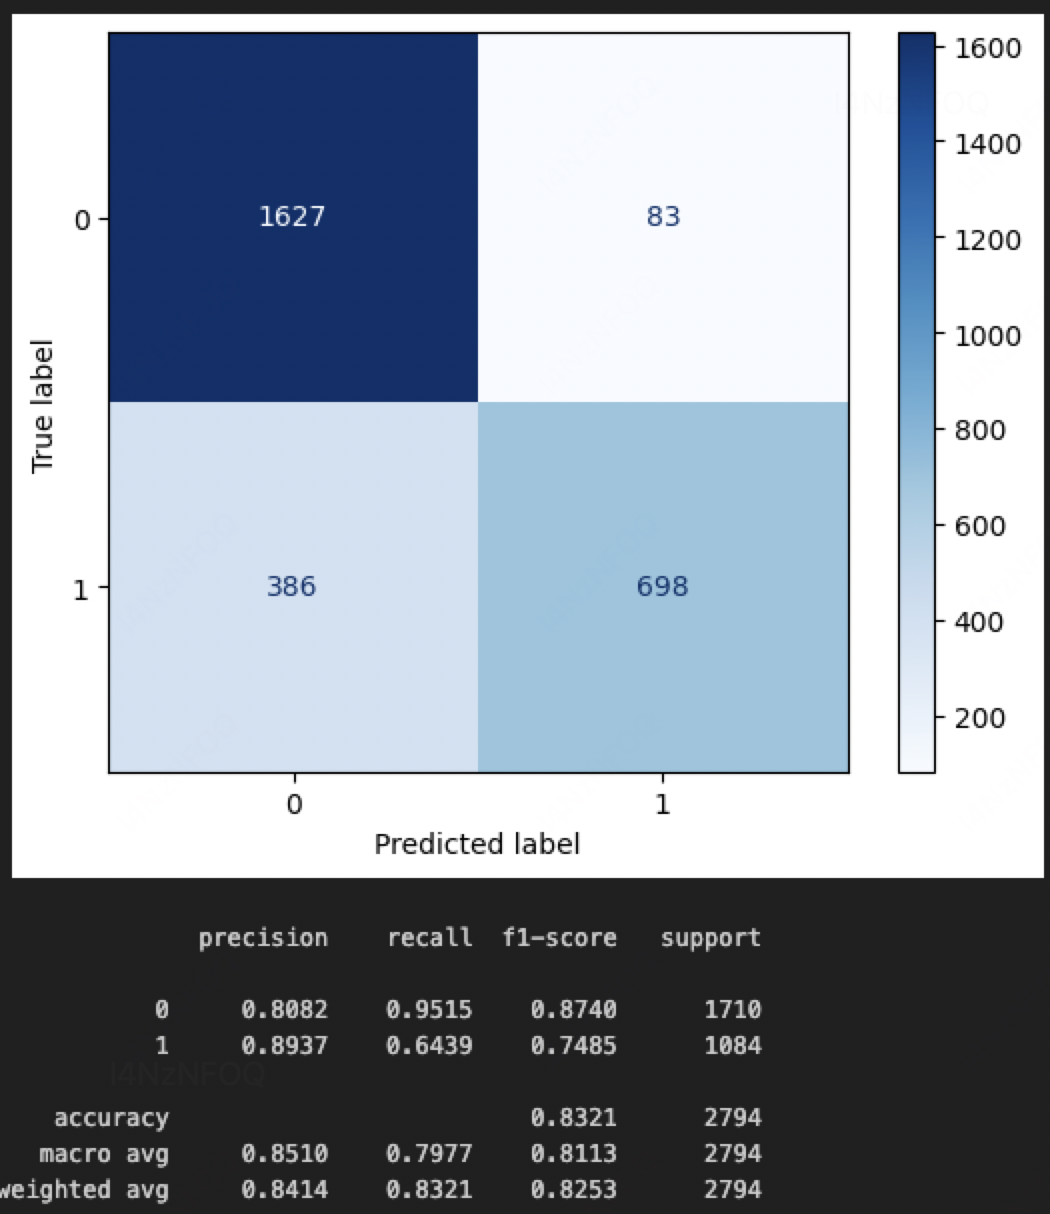 1600
1400
1627 83
0
1200
1000
True label
800
600
386 698
1
400
200
0 1
Predicted label
precision recall f1-score support
0 0.8082 0.9515 0.8740 1710
1 0.8937 0.6439 0.7485 1084
I4NzNFOQ
accuracy 0.8321 2794
macro avg 0.8510 0.7977 0.8113 2794
weighted avg 0.8414 0.8321 0.8253 2794